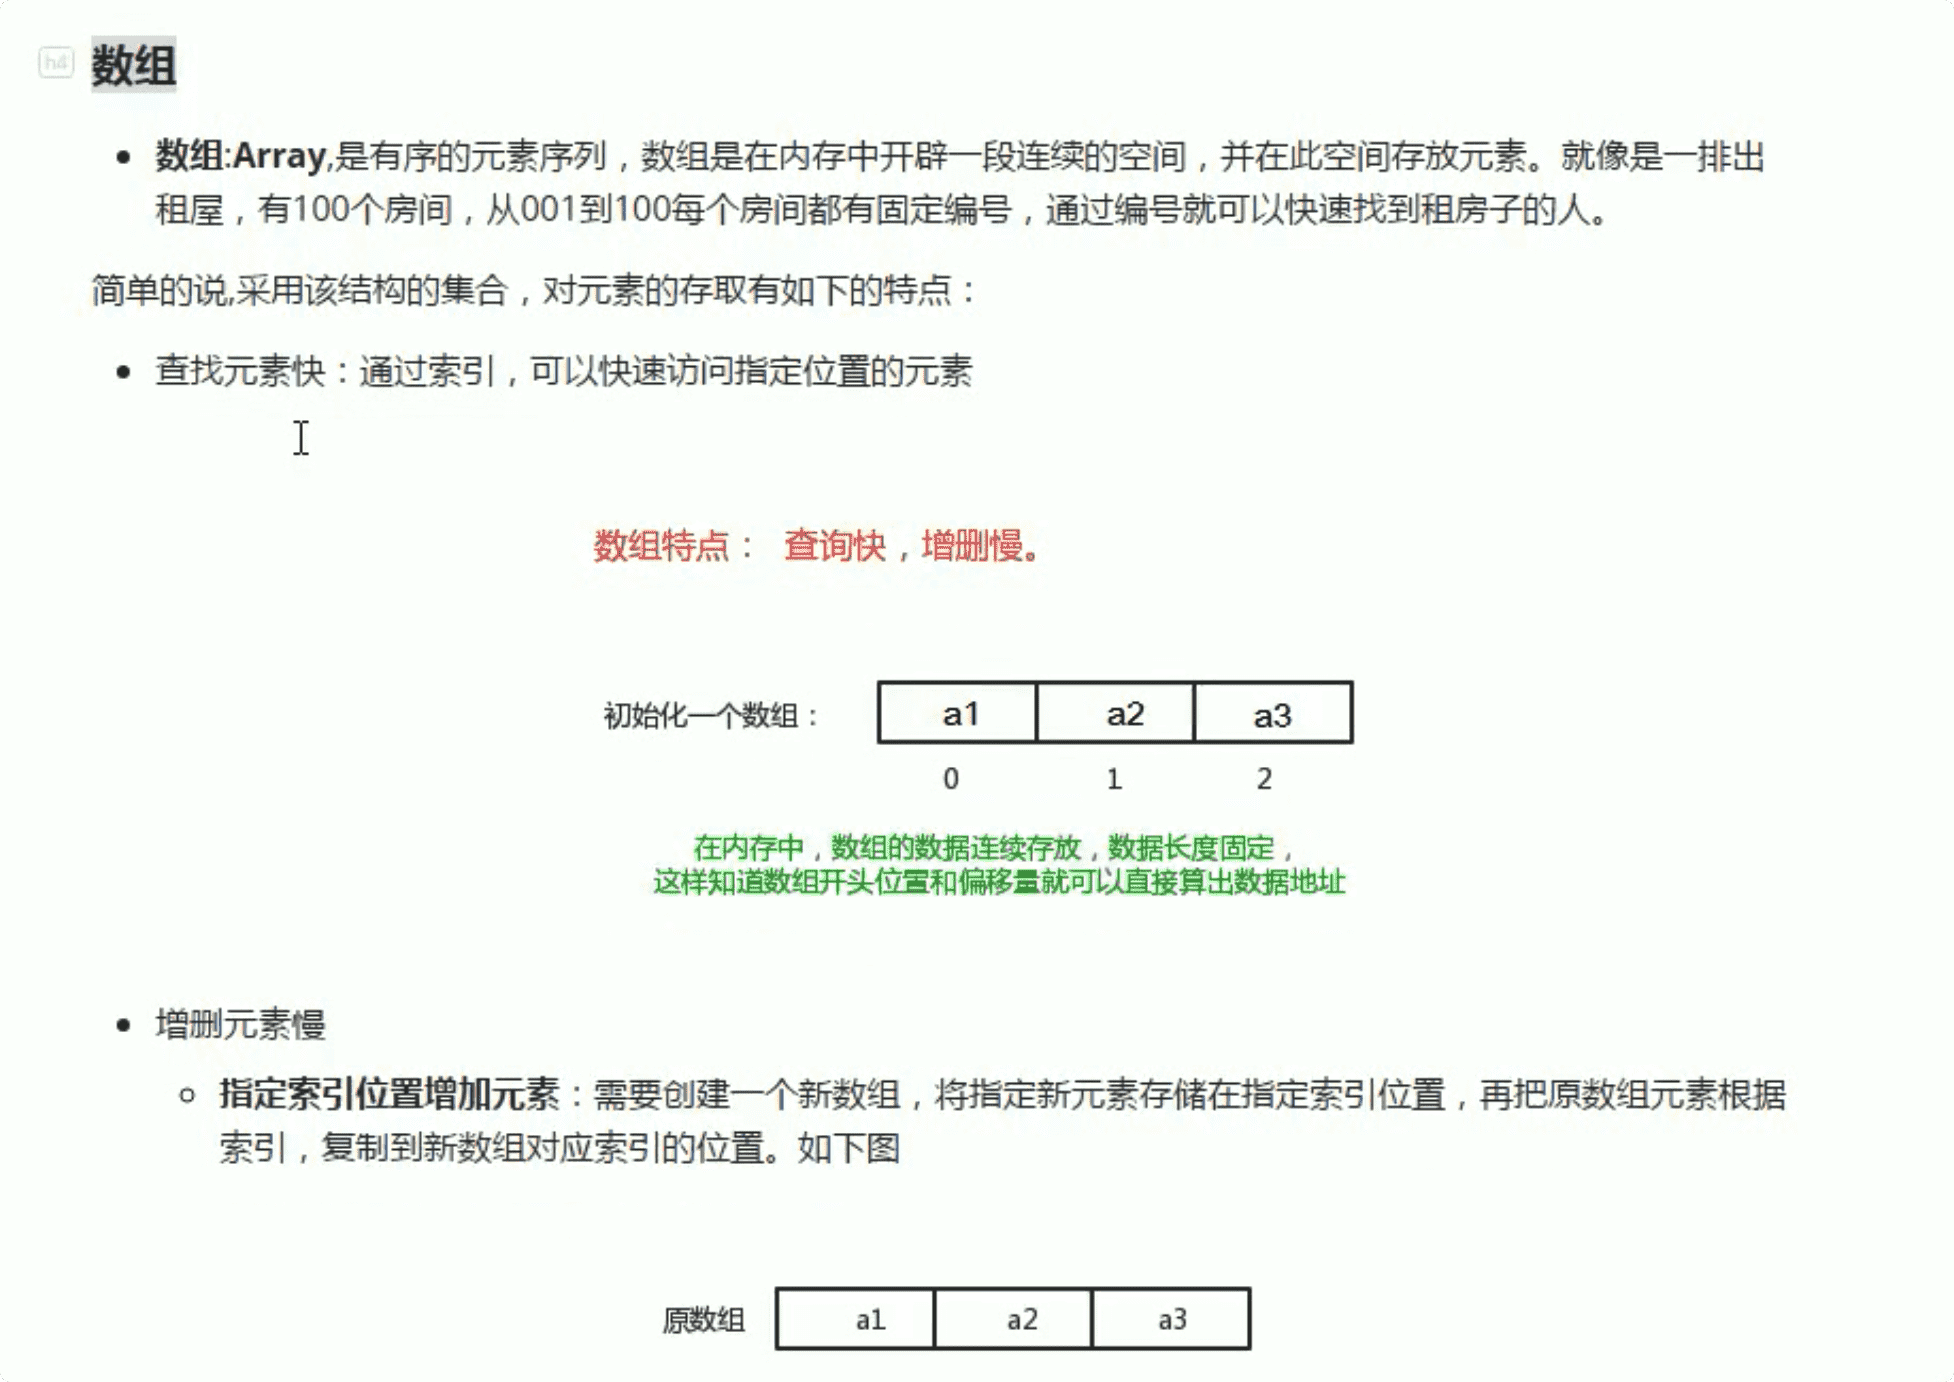 h4
数组
数组:Array,是有序的元素序列，数组是在内存中开辟一段连续的空间，并在此空间存放元素。就像是一排出
租屋，有100个房间，从001到100每个房间都有固定编号，通过编号就可以快速找到租房子的人。
简单的说,采用该结构的集合，对元素的存取有如下的特点：
查找元素快：通过索引，可以快速访问指定位置的元素
数组特点： 查询快，增删慢。
初始化一个数组： a1 a2 a3
0 1 2
在内存中，数组的数据连续存放，数据长度固定，
这样知道数组开头位置和偏移量就可以直接算出数据地址
增删元素慢
指定索引位置增加元素：需要创建一个新数组，将指定新元素存储在指定索引位置，再把原数组元素根据
索引，复制到新数组对应索引的位置。如下图
原数组 a1 a2 a3